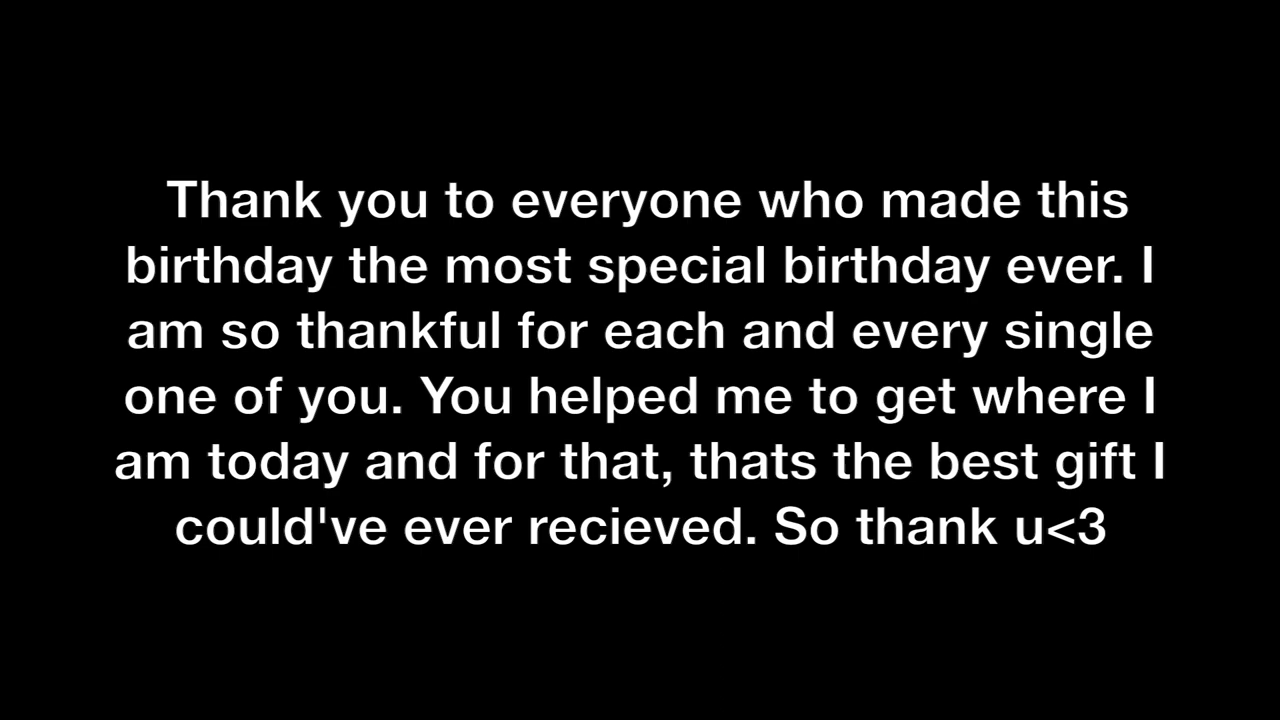 Thank you to everyone who made this
birthday the most special birthday ever. I
am so thankful for each and every single
one of you. You helped me to get where I
am today and for that, thats the best gift I
could've ever recieved. So thank u<3